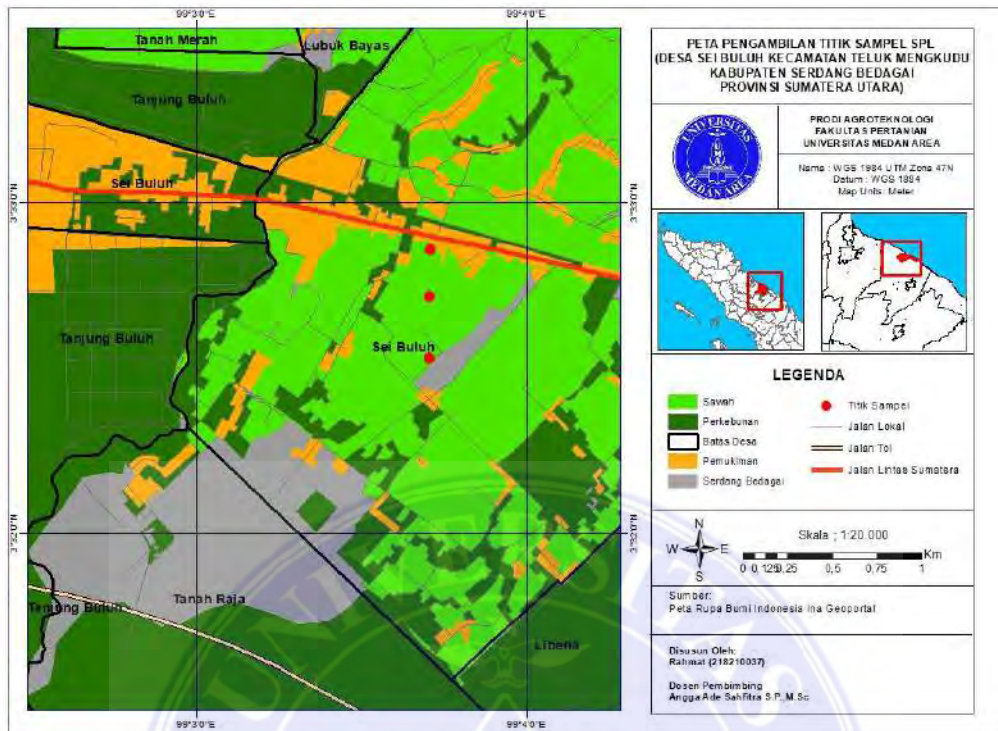 99°3'0"E 99°4'0"E
Tanah Merah
Lubuk Bayas
Tanjung Buluh
Sei Buluh
3°33'0"N 3°33'0"N
Tanjung Buluh
Sei Buluh
3°32'0"N 3°32'0"N
Tanjung Buluh
Tanah Raja
Liberia
99°3'0"E 99°4'0"E
PETA PENGAMBILAN TITIK SAMPEL SPL
(DESA SEI BULUH KECAMATAN TELUK MENGKUDU
KABUPATEN SERDANG BEDAGAI
PROVINSI SUMATERA UTARA)
UNIVERSITAS
MEDAN AREA
PRODI AGROTEKNOLOGI
FAKULTAS PERTANIAN
UNIVERSITAS MEDAN AREA
Name : WGS 1984 UTM Zona 47N
Datum : WGS 1984
Map Units : Meter
LEGENDA
Sawah
Perkebunan
Batas Desa
Pemukiman
Serdang Bedagai
Titik Sampel
Jalan Lokal
Jalan Tol
Jalan Lintas Sumatera
N
W E
S
Skala ; 1:20.000
0 0,125 0,25 0,5 0,75 1 Km
Sumber:
Peta Rupa Bumi Indonesia Ina Geoportal
Disusun Oleh:
Rahmat (218210037)
Dosen Pembimbing
Angga Ade Sahfitra S.P., M.Sc
UNIVERSITAS